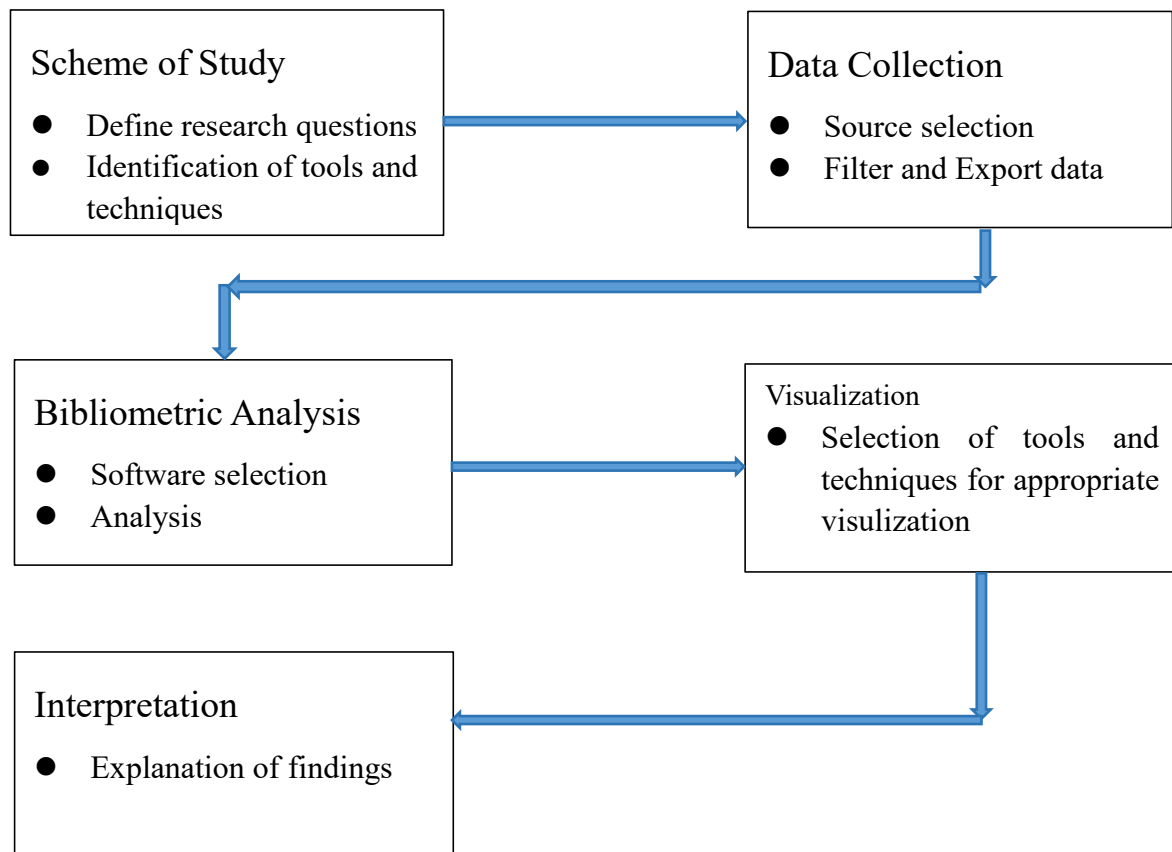 Scheme of Study
● Define research questions
● Identification of tools and
techniques
Data Collection
● Source selection
● Filter and Export data
Bibliometric Analysis
● Software selection
● Analysis
Visualization
● Selection of tools and
techniques for appropriate
visulization
Interpretation
● Explanation of findings